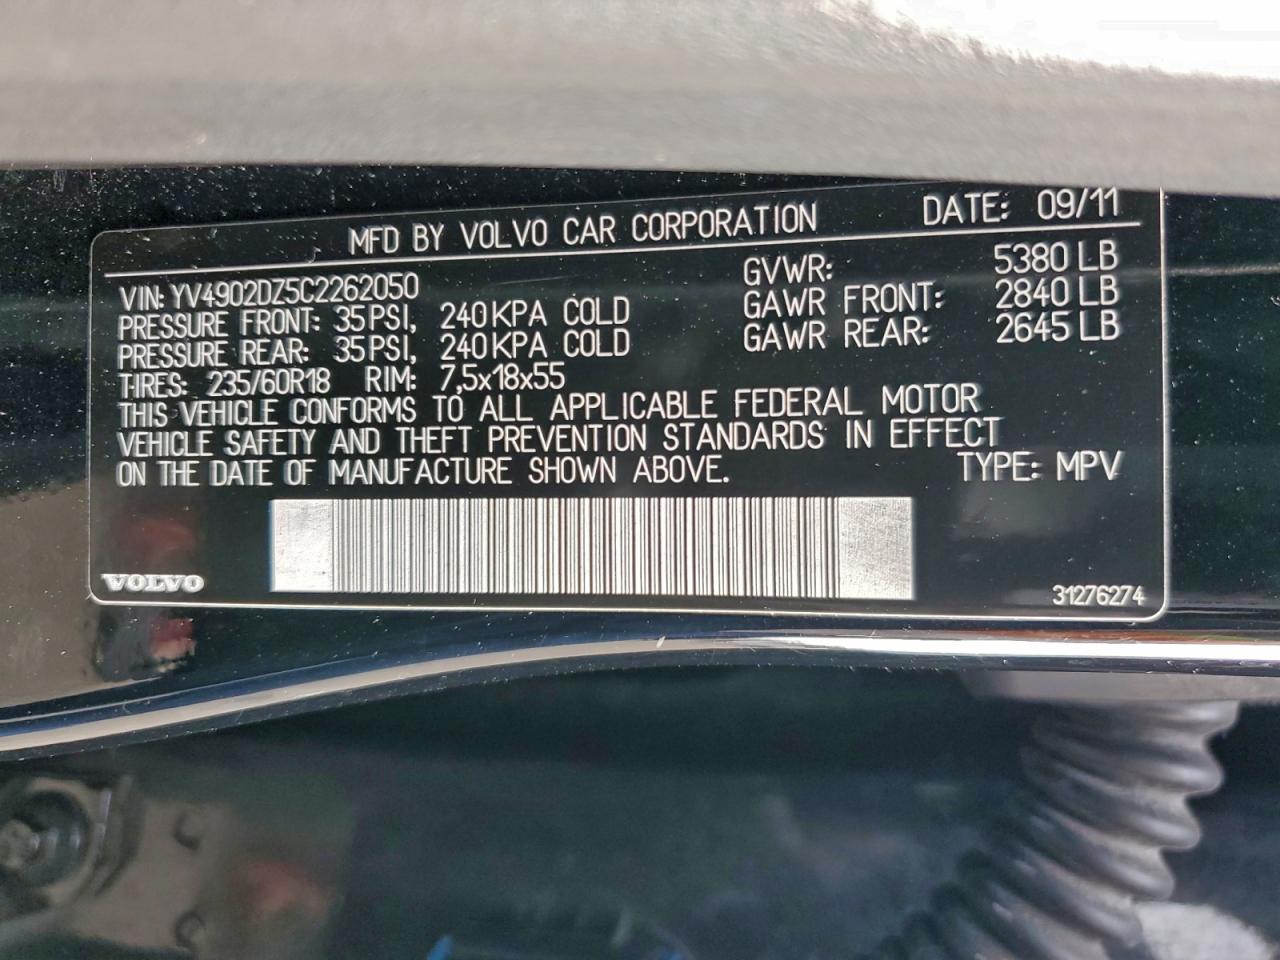 MFD BY VOLVO CAR CORPORATION DATE: 09/11
VIN: YV4902DZ5C2262050 GVWR: 5380 LB
PRESSURE FRONT: 35 PSI, 240 KPA COLD GAWR FRONT: 2840 LB
PRESSURE REAR: 35 PSI, 240 KPA COLD GAWR REAR: 2645 LB
TIRES: 235/60R18 RIM: 7,5x18x55
THIS VEHICLE CONFORMS TO ALL APPLICABLE FEDERAL MOTOR
VEHICLE SAFETY AND THEFT PREVENTION STANDARDS IN EFFECT
ON THE DATE OF MANUFACTURE SHOWN ABOVE. TYPE: MPV
VOLVO 31276274